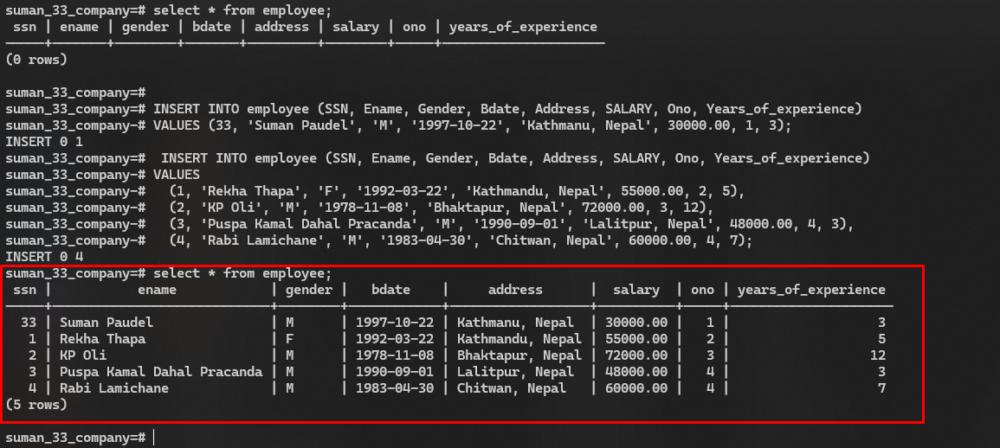 suman_33_company=# select * from employee;
 ssn | ename | gender | bdate | address | salary | ono | years_of_experience
-----+-------+--------+-------+---------+--------+-----+---------------------
(0 rows)

suman_33_company=#
suman_33_company=# INSERT INTO employee (SSN, Ename, Gender, Bdate, Address, SALARY, Ono, Years_of_experience)
suman_33_company-# VALUES (33, 'Suman Paudel', 'M', '1997-10-22', 'Kathmanu, Nepal', 30000.00, 1, 3);
INSERT 0 1
suman_33_company=#  INSERT INTO employee (SSN, Ename, Gender, Bdate, Address, SALARY, Ono, Years_of_experience)
suman_33_company-# VALUES
suman_33_company-#   (1, 'Rekha Thapa', 'F', '1992-03-22', 'Kathmandu, Nepal', 55000.00, 2, 5),
suman_33_company-#   (2, 'KP Oli', 'M', '1978-11-08', 'Bhaktapur, Nepal', 72000.00, 3, 12),
suman_33_company-#   (3, 'Puspa Kamal Dahal Pracanda', 'M', '1990-09-01', 'Lalitpur, Nepal', 48000.00, 4, 3),
suman_33_company-#   (4, 'Rabi Lamichane', 'M', '1983-04-30', 'Chitwan, Nepal', 60000.00, 4, 7);
INSERT 0 4
suman_33_company=# select * from employee;
 ssn |           ename            | gender |   bdate    |     address      |  salary  | ono | years_of_experience
-----+----------------------------+--------+------------+------------------+----------+-----+---------------------
  33 | Suman Paudel               | M      | 1997-10-22 | Kathmanu, Nepal  | 30000.00 |   1 |                   3
   1 | Rekha Thapa                | F      | 1992-03-22 | Kathmandu, Nepal | 55000.00 |   2 |                   5
   2 | KP Oli                     | M      | 1978-11-08 | Bhaktapur, Nepal | 72000.00 |   3 |                  12
   3 | Puspa Kamal Dahal Pracanda | M      | 1990-09-01 | Lalitpur, Nepal  | 48000.00 |   4 |                   3
   4 | Rabi Lamichane             | M      | 1983-04-30 | Chitwan, Nepal   | 60000.00 |   4 |                   7
(5 rows)

suman_33_company=#